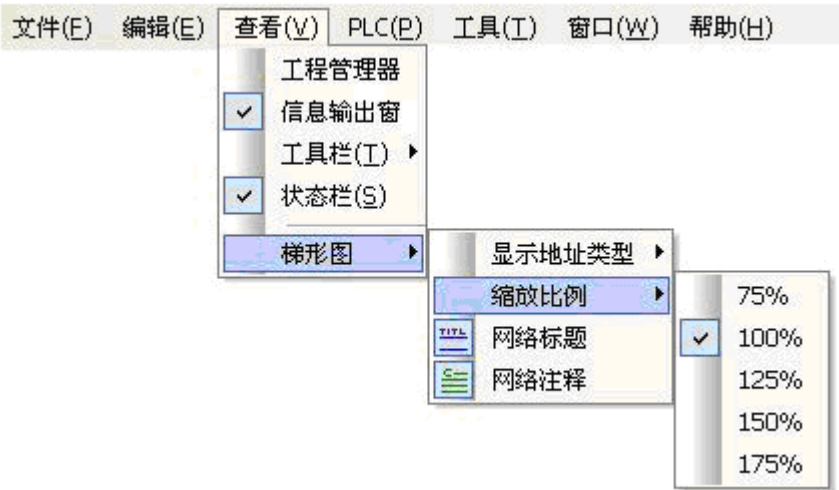 文件(F) 编辑(E) 查看(V) PLC(P) 工具(T) 窗口(W) 帮助(H)
工程管理器
信息输出窗
工具栏(T)
状态栏(S)
梯形图
显示地址类型
缩放比例
TITL 网络标题
网络注释
75%
100%
125%
150%
175%